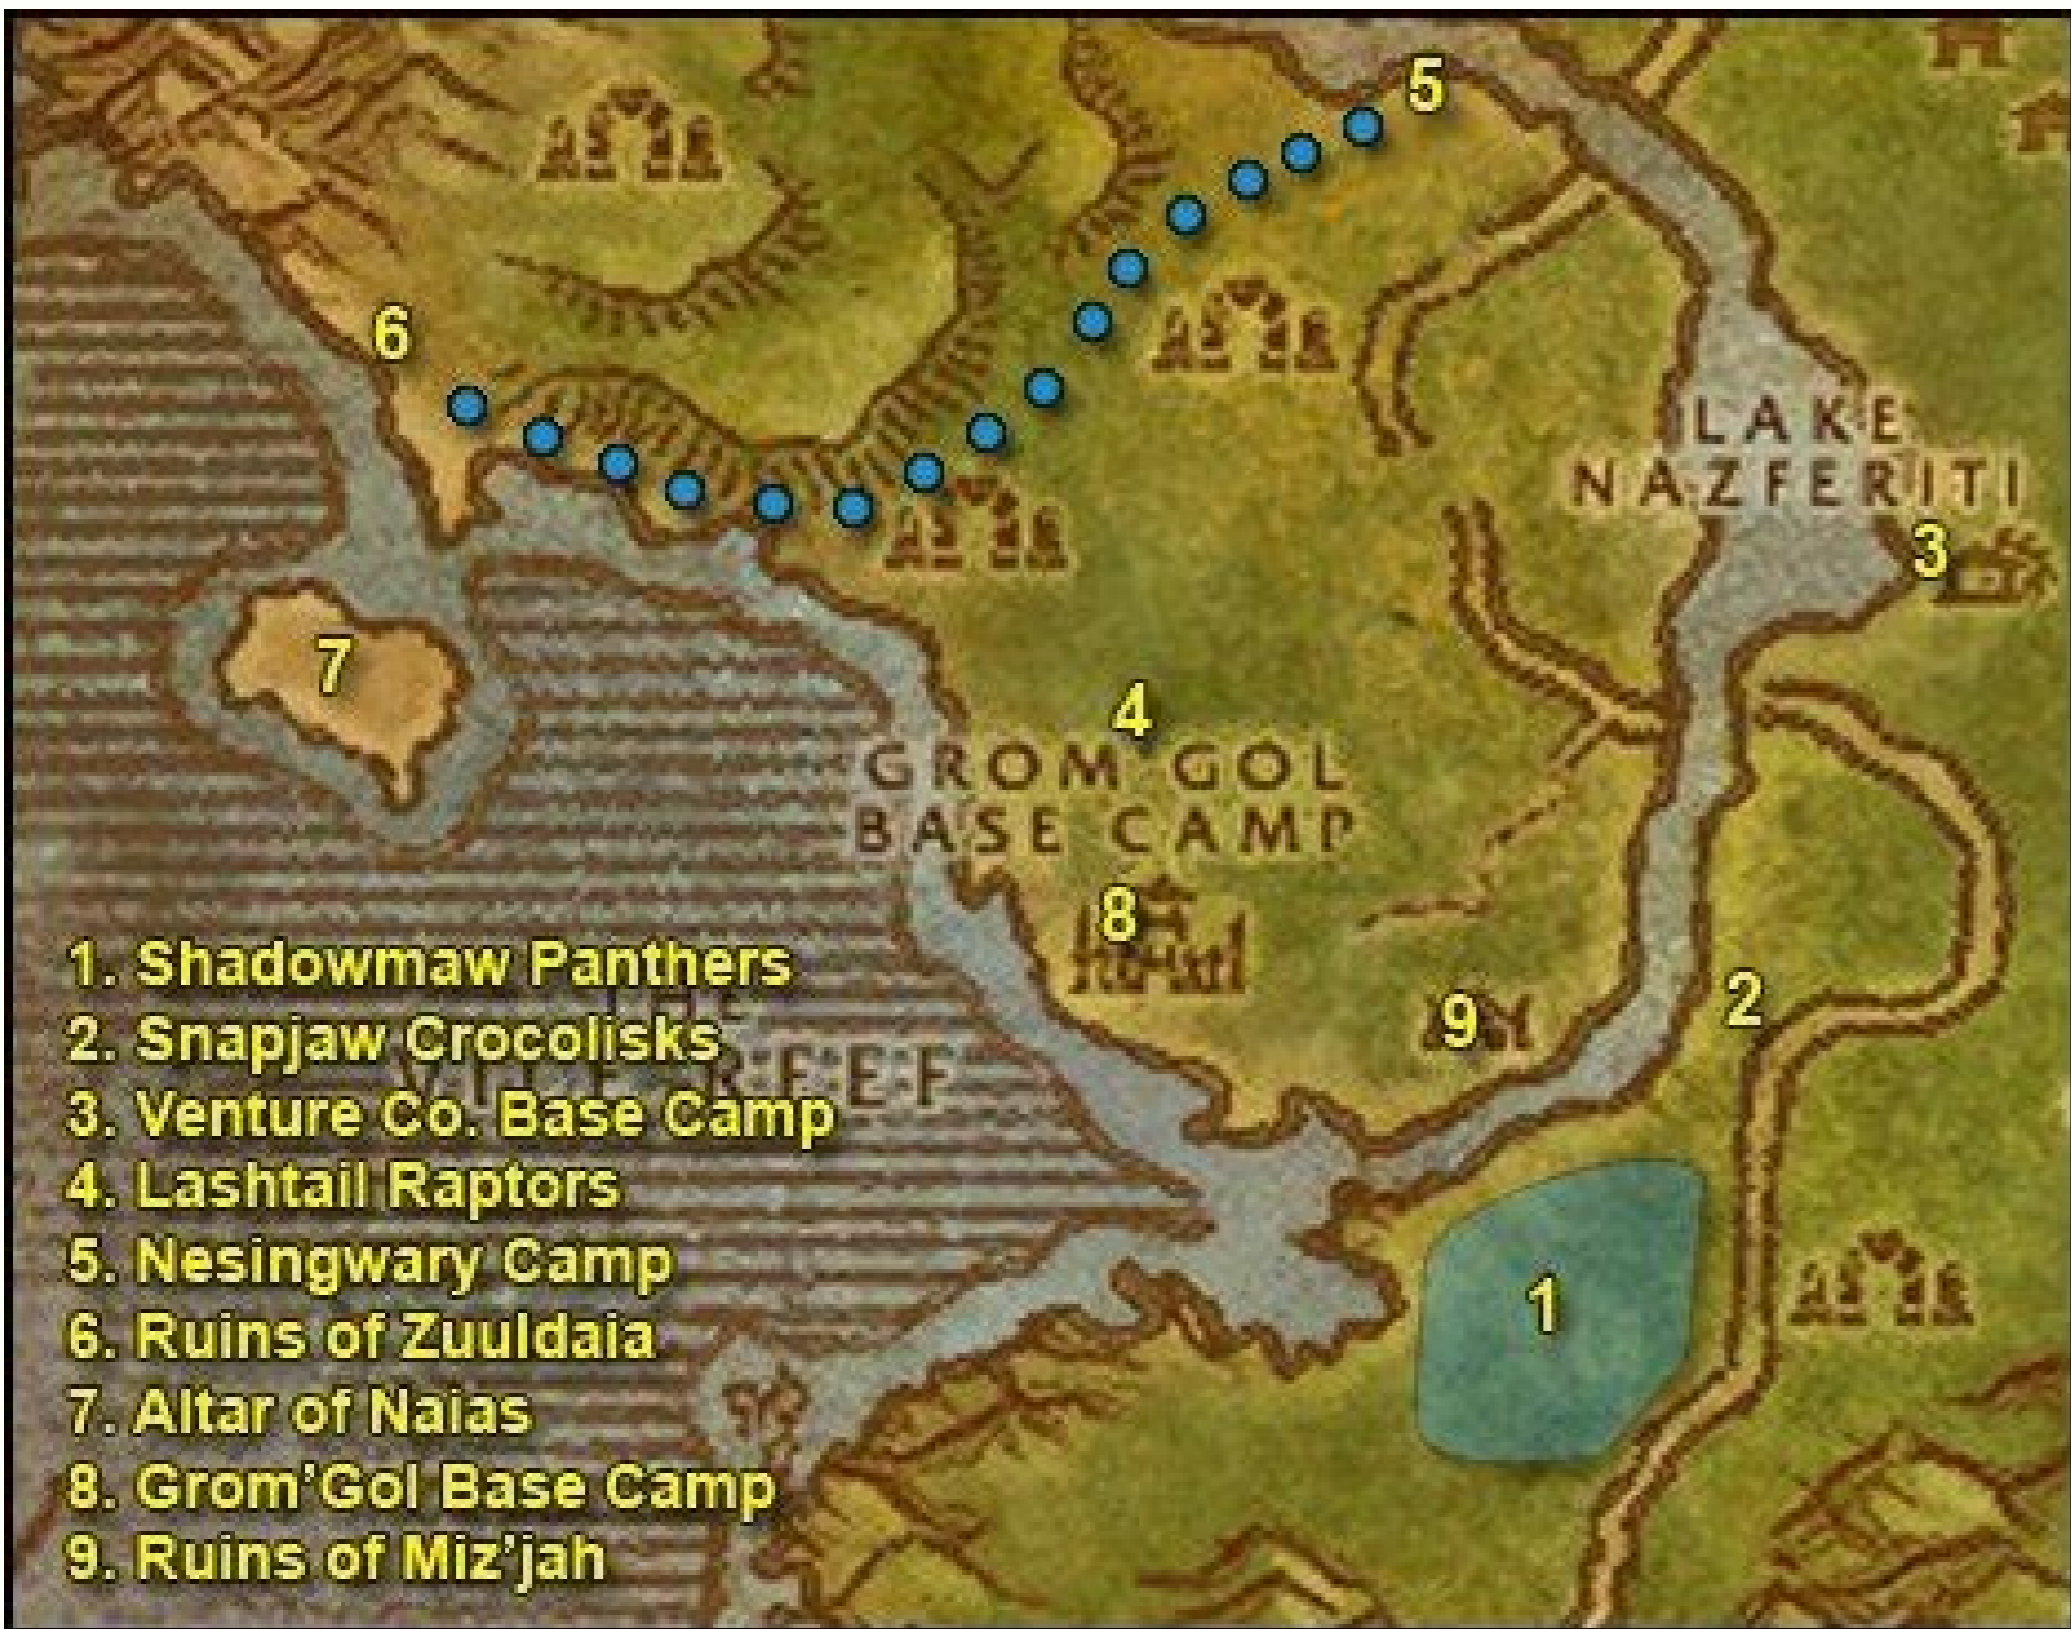 5
6
LAKE
NAZFERITI
3
7
4
GROM GOL
BASE CAMP
8
2
9
1. Shadowmaw Panthers
2. Snapjaw Crocolisks
REEF
3. Venture Co. Base Camp
4. Lashtail Raptors
5. Nesingwary Camp
1
6. Ruins of Zuuldaia
7. Altar of Naias
8. Grom'Gol Base Camp
9. Ruins of Miz'jah